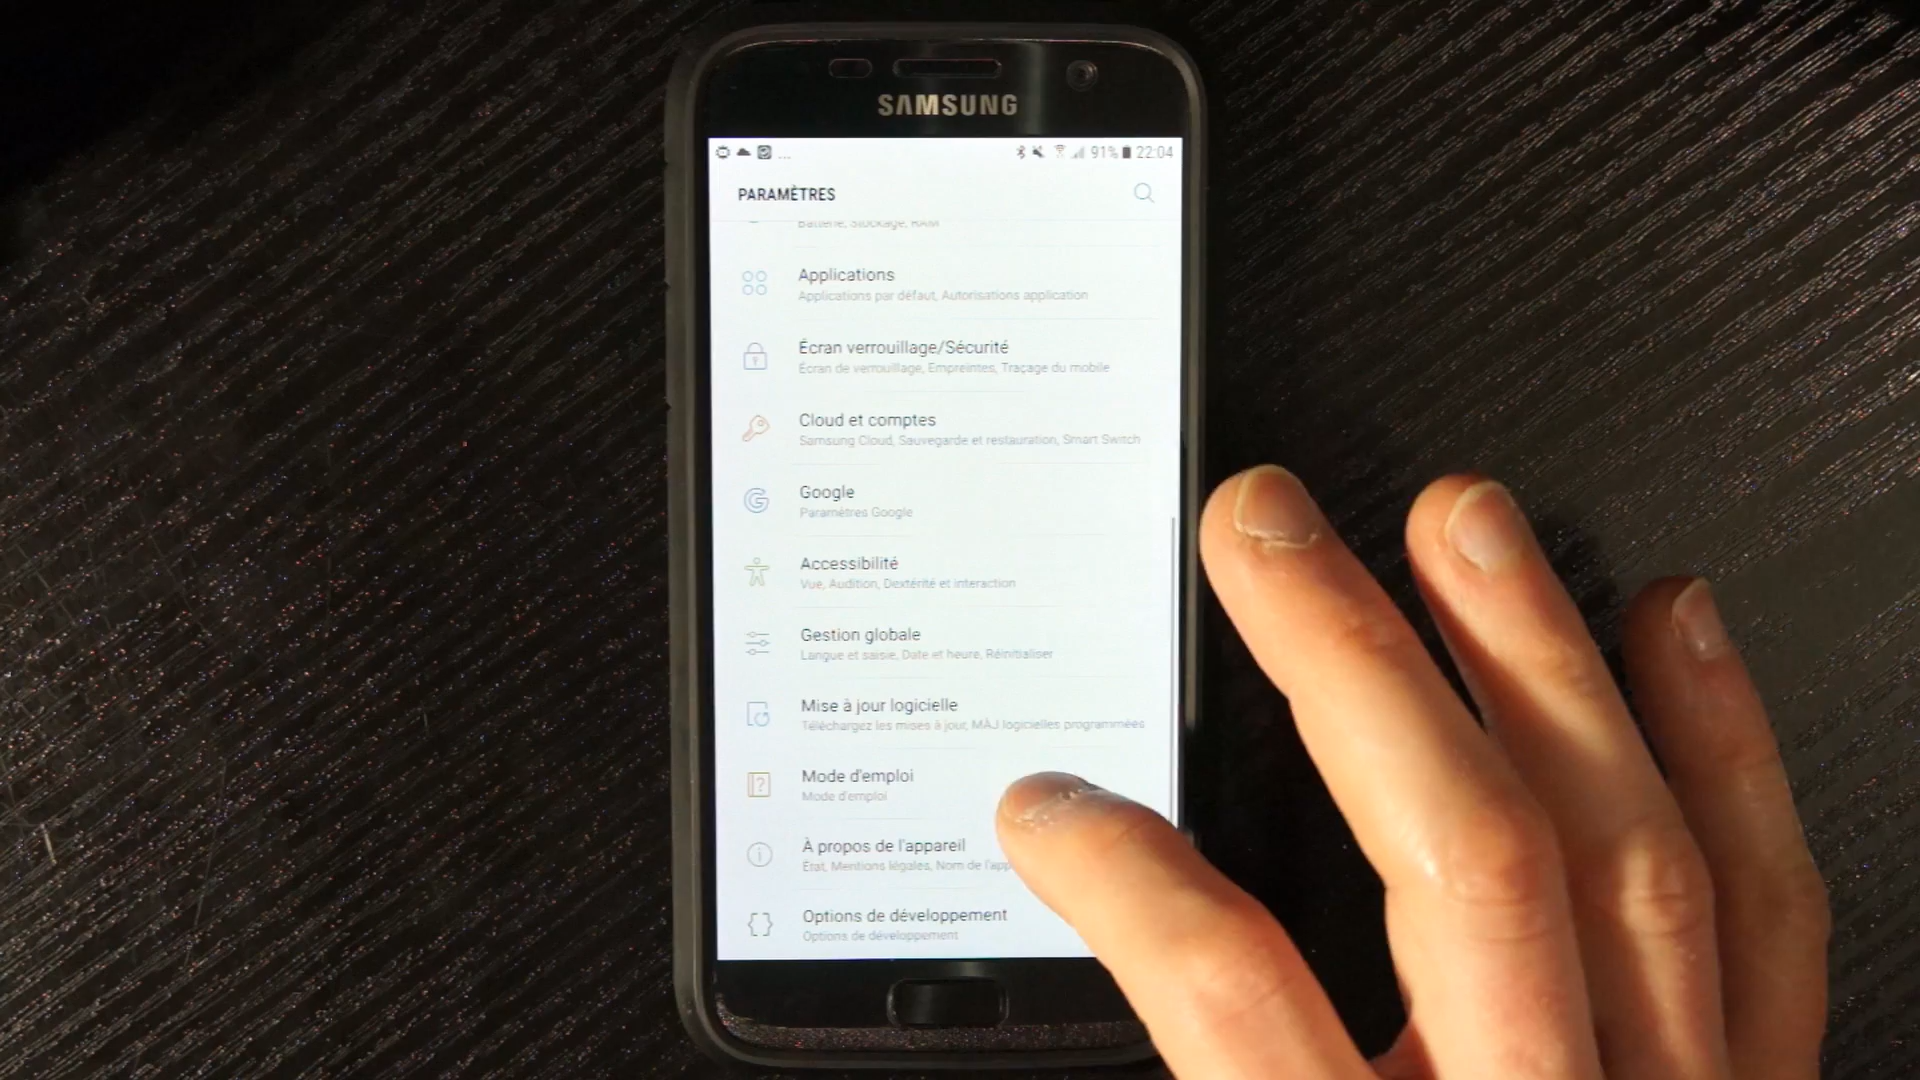 SAMSUNG
... 91% 22:04
PARAMÈTRES
Batterie, Stockage, RAM
Applications
Applications par défaut, Autorisations application
Écran verrouillage/Sécurité
Écran de verrouillage, Empreintes, Traçage du mobile
Cloud et comptes
Samsung Cloud, Sauvegarde et restauration, Smart Switch
Google
Paramètres Google
Accessibilité
Vue, Audition, Dextérité et interaction
Gestion globale
Langue et saisie, Date et heure, Réinitialiser
Mise à jour logicielle
Téléchargez les mises à jour, MÀJ logicielles programmées
Mode d'emploi
Mode d'emploi
À propos de l'appareil
État, Mentions légales, Nom de l'app
Options de développement
Options de développement